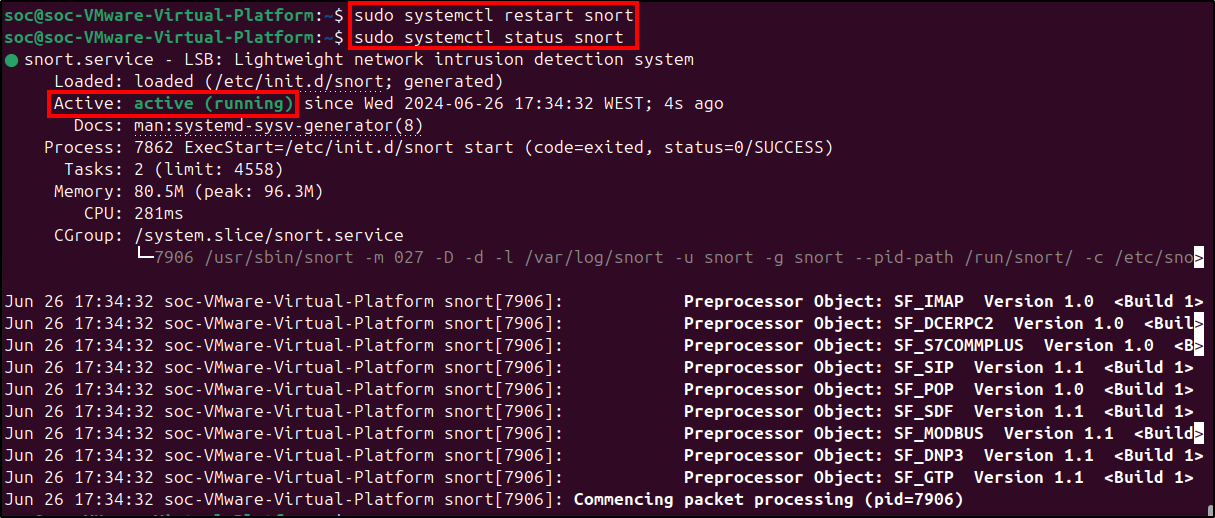 soc@soc-VMware-Virtual-Platform:~$ sudo systemctl restart snort
soc@soc-VMware-Virtual-Platform:~$ sudo systemctl status snort
● snort.service - LSB: Lightweight network intrusion detection system
Loaded: loaded (/etc/init.d/snort; generated)
Active: active (running) since Wed 2024-06-26 17:34:32 WEST; 4s ago
Docs: man:systemd-sysv-generator(8)
Process: 7862 ExecStart=/etc/init.d/snort start (code=exited, status=0/SUCCESS)
Tasks: 2 (limit: 4558)
Memory: 80.5M (peak: 96.3M)
CPU: 281ms
CGroup: /system.slice/snort.service
└─7906 /usr/sbin/snort -m 027 -D -d -l /var/log/snort -u snort -g snort --pid-path /run/snort/ -c /etc/sno>
Jun 26 17:34:32 soc-VMware-Virtual-Platform snort[7906]: Preprocessor Object: SF_IMAP Version 1.0 <Build 1>
Jun 26 17:34:32 soc-VMware-Virtual-Platform snort[7906]: Preprocessor Object: SF_DCERPC2 Version 1.0 <Buil>
Jun 26 17:34:32 soc-VMware-Virtual-Platform snort[7906]: Preprocessor Object: SF_S7COMMPLUS Version 1.0 <B>
Jun 26 17:34:32 soc-VMware-Virtual-Platform snort[7906]: Preprocessor Object: SF_SIP Version 1.1 <Build 1>
Jun 26 17:34:32 soc-VMware-Virtual-Platform snort[7906]: Preprocessor Object: SF_POP Version 1.0 <Build 1>
Jun 26 17:34:32 soc-VMware-Virtual-Platform snort[7906]: Preprocessor Object: SF_SDF Version 1.1 <Build 1>
Jun 26 17:34:32 soc-VMware-Virtual-Platform snort[7906]: Preprocessor Object: SF_MODBUS Version 1.1 <Build>
Jun 26 17:34:32 soc-VMware-Virtual-Platform snort[7906]: Preprocessor Object: SF_DNP3 Version 1.1 <Build 1>
Jun 26 17:34:32 soc-VMware-Virtual-Platform snort[7906]: Preprocessor Object: SF_GTP Version 1.1 <Build 1>
Jun 26 17:34:32 soc-VMware-Virtual-Platform snort[7906]: Commencing packet processing (pid=7906)